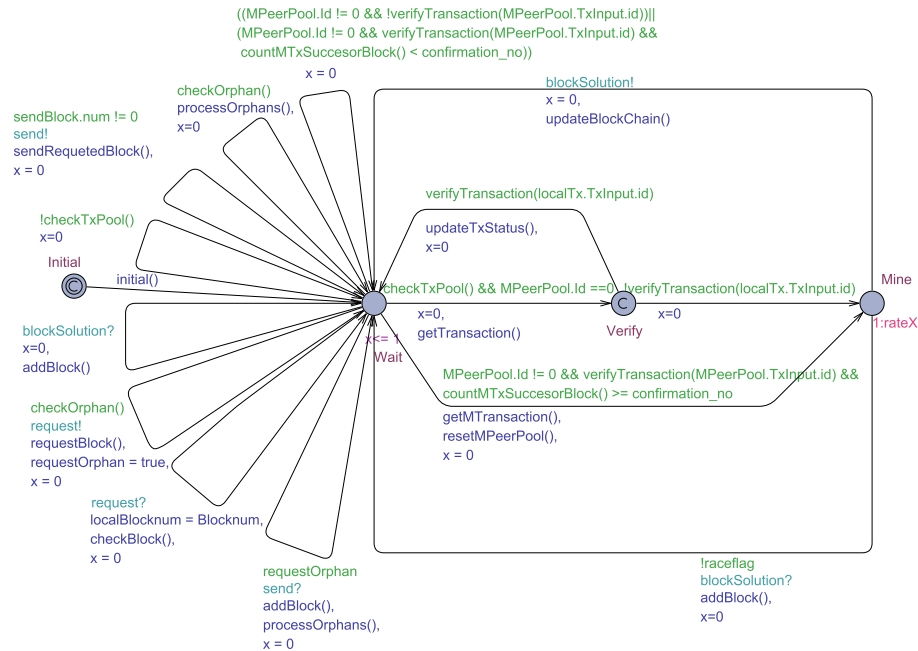 ((MPeerPool.Id != 0 && !verifyTransaction(MPeerPool.TxInput.id))||
(MPeerPool.Id != 0 && verifyTransaction(MPeerPool.TxInput.id) &&
countMTxSuccesorBlock() < confirmation_no))
x = 0
checkOrphan()
processOrphans(),
x=0
sendBlock.num != 0
send!
sendRequetedBlock(),
x = 0
!checkTxPool()
x=0
Initial
C
initial()
blockSolution!
x = 0,
updateBlockChain()
verifyTransaction(localTx.TxInput.id)
updateTxStatus(),
x=0
checkTxPool() && MPeerPool.Id ==0
x=0,
getTransaction()
C
Verify
!verifyTransaction(localTx.TxInput.id)
x=0
Mine
1:rateX
x<= 1
Wait
blockSolution?
x=0,
addBlock()
checkOrphan()
request!
requestBlock(),
requestOrphan = true,
x = 0
request?
localBlocknum = Blocknum,
checkBlock(),
x = 0
requestOrphan
send?
addBlock(),
processOrphans(),
x = 0
MPeerPool.Id != 0 && verifyTransaction(MPeerPool.TxInput.id) &&
countMTxSuccesorBlock() >= confirmation_no
getMTransaction(),
resetMPeerPool(),
x = 0
!raceflag
blockSolution?
addBlock(),
x=0